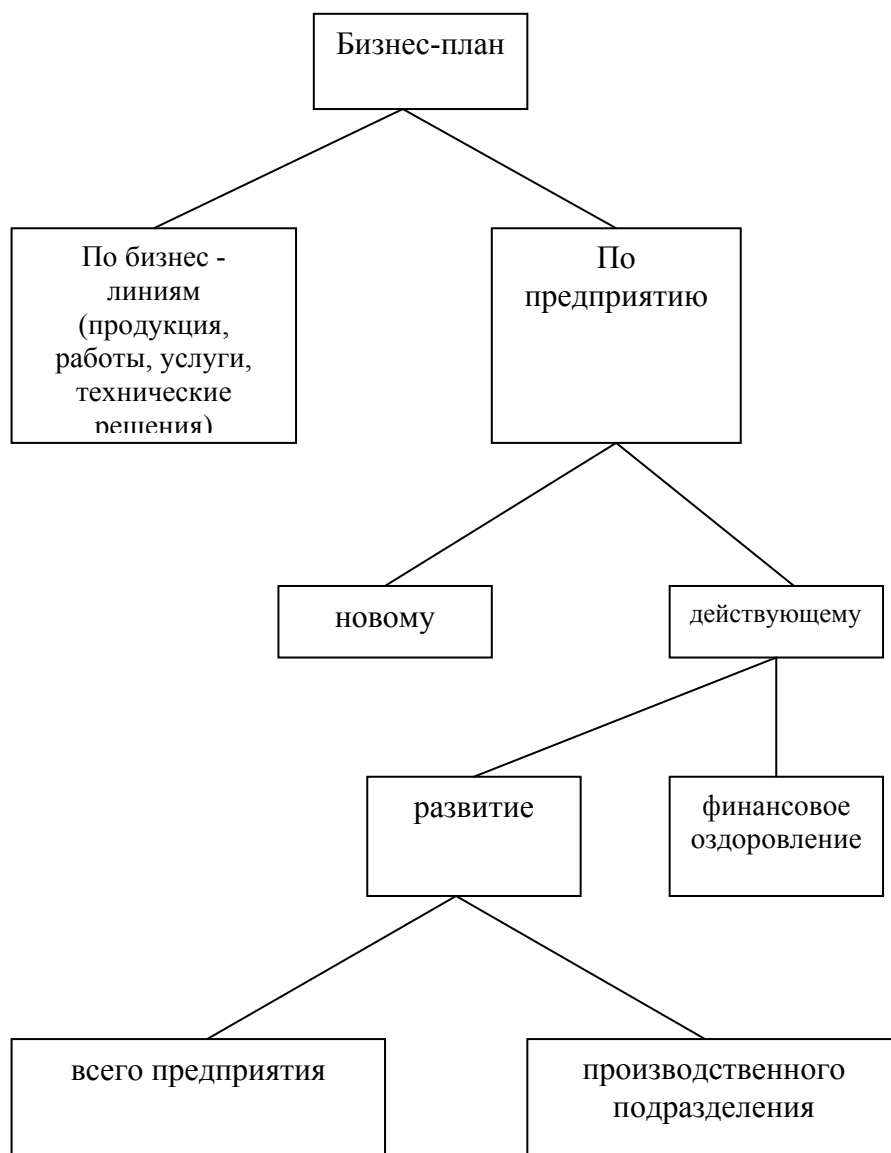 Бизнес-план
По бизнес -
линиям
(продукция,
работы, услуги,
технические
решения)
По
предприятию
новому
действующему
развитие
финансовое
оздоровление
всего предприятия
производственного
подразделения